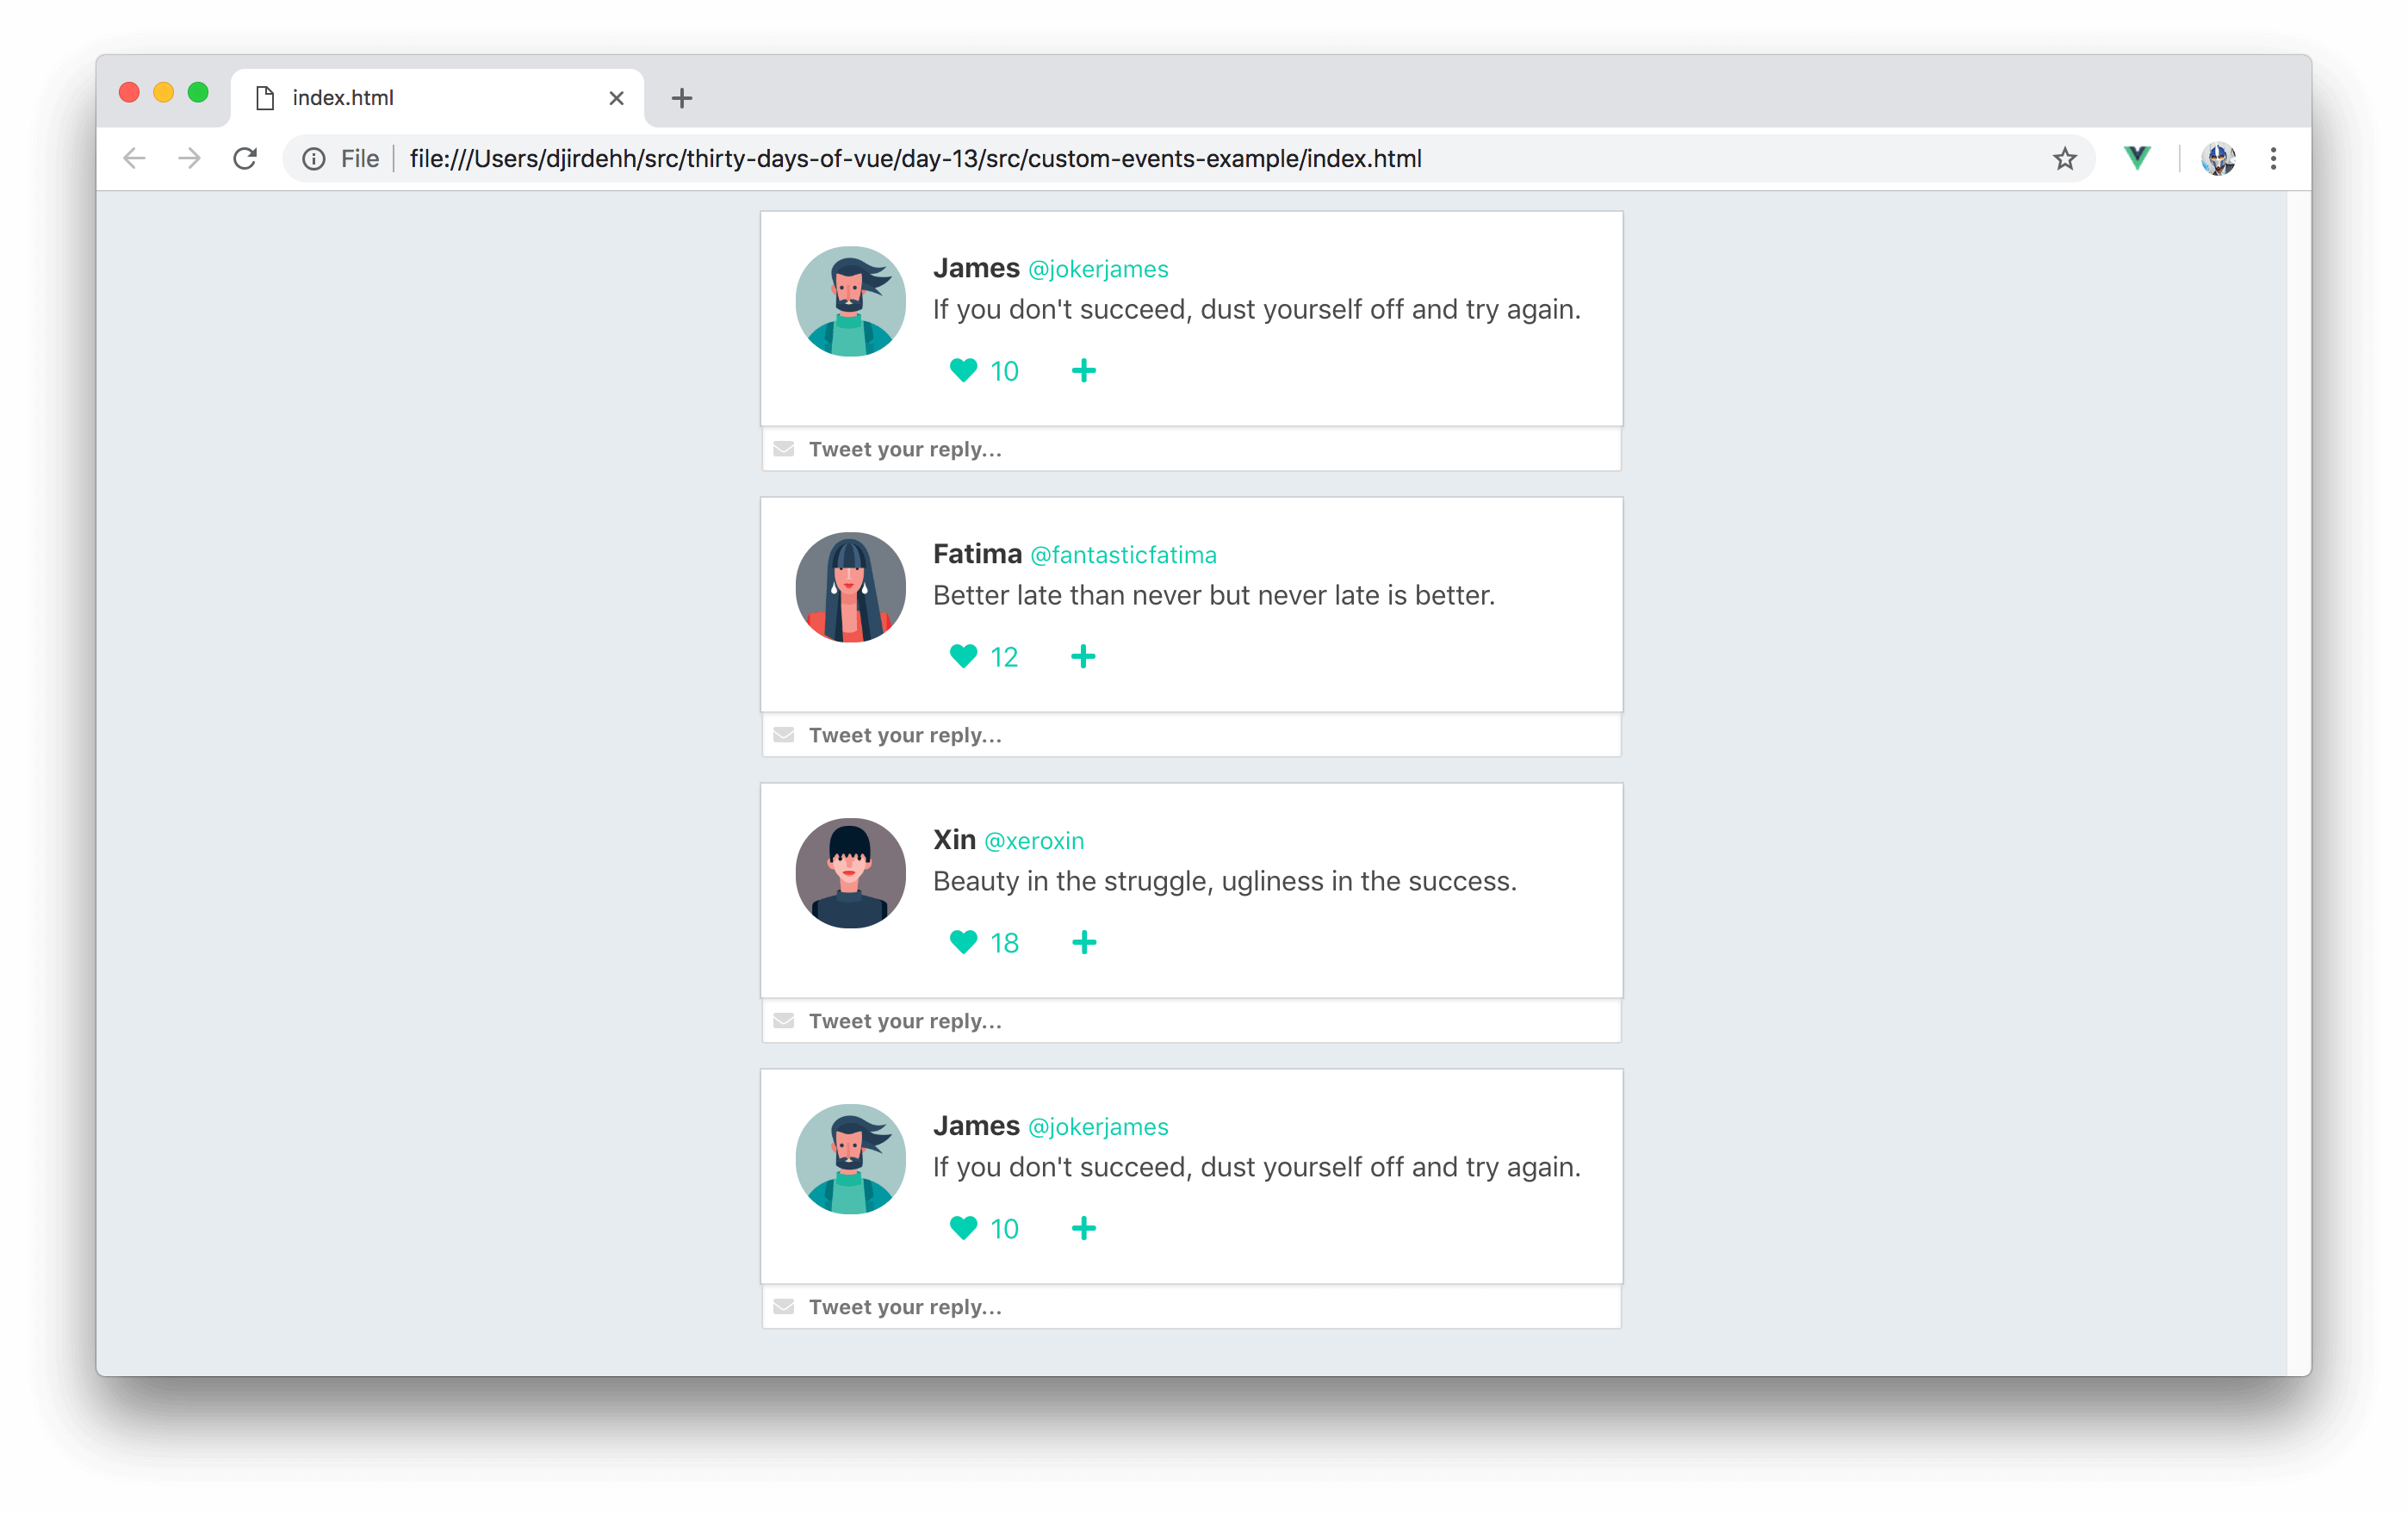 index.html
File file:///Users/djirdehh/src/thirty-days-of-vue/day-13/src/custom-events-example/index.html
James @jokerjames
If you don't succeed, dust yourself off and try again.
10
Tweet your reply...
Fatima @fantasticfatima
Better late than never but never late is better.
12
Tweet your reply...
Xin @xeroxin
Beauty in the struggle, ugliness in the success.
18
Tweet your reply...
James @jokerjames
If you don't succeed, dust yourself off and try again.
10
Tweet your reply...